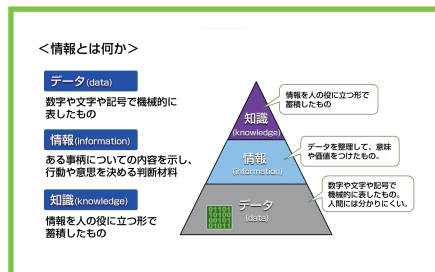 <情報とは何か>
データ(data)
数字や文字や記号で機械的に
表したもの
情報(information)
ある事柄についての内容を示し、
行動や意思を決める判断材料
知識(knowledge)
情報を人の役に立つ形で
蓄積したもの
情報を人の役に立つ形で
蓄積したもの
知識
(knowledge)
データを整理して、意味
や価値をつけたもの。
情報
(information)
数字や文字や記号で
機械的に表したもの。
人間には分かりにくい。
データ
(data)
01101
10100
00101
01011